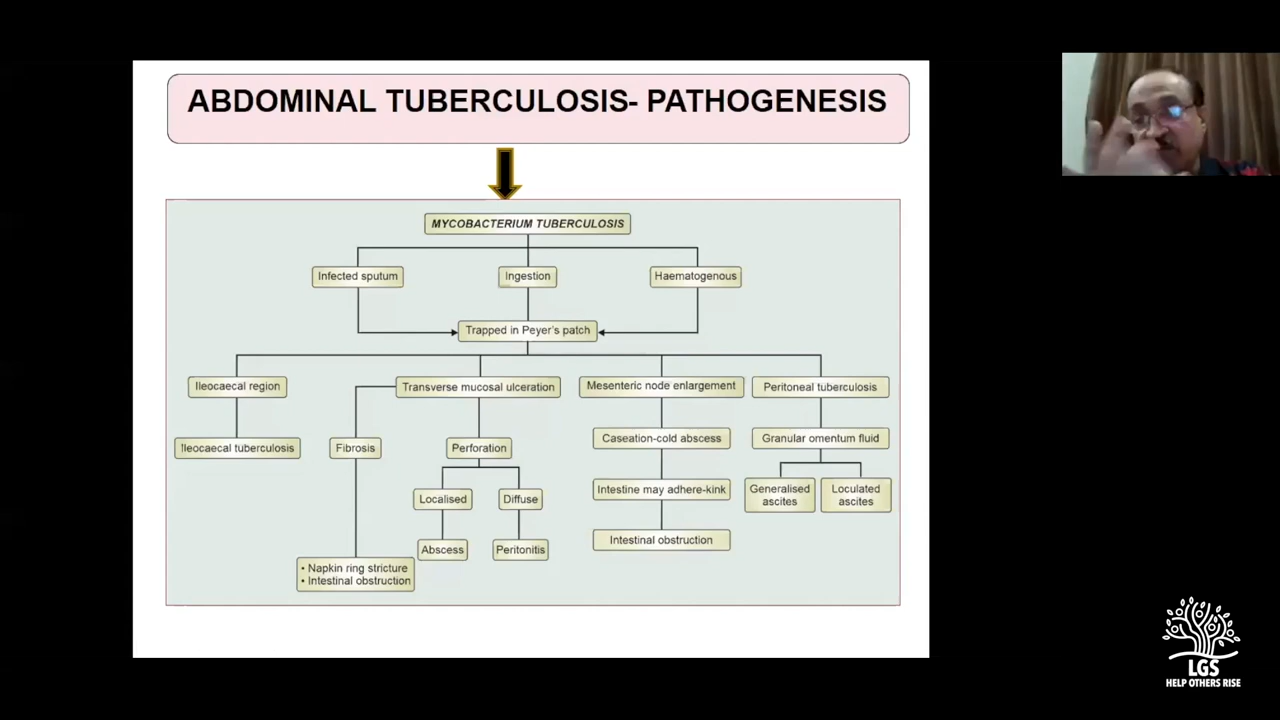 ABDOMINAL TUBERCULOSIS- PATHOGENESIS
MYCOBACTERIUM TUBERCULOSIS
Infected sputum
Ingestion
Haematogenous
Trapped in Peyer's patch
Ileocaecal region
Transverse mucosal ulceration
Mesenteric node enlargement
Peritoneal tuberculosis
Ileocaecal tuberculosis
Fibrosis
Perforation
Caseation-cold abscess
Granular omentum fluid
Localised
Diffuse
Intestine may adhere-kink
Generalised
ascites
Loculated
ascites
Abscess
Peritonitis
Intestinal obstruction
• Napkin ring stricture
• Intestinal obstruction
LGS
HELP OTHERS RISE